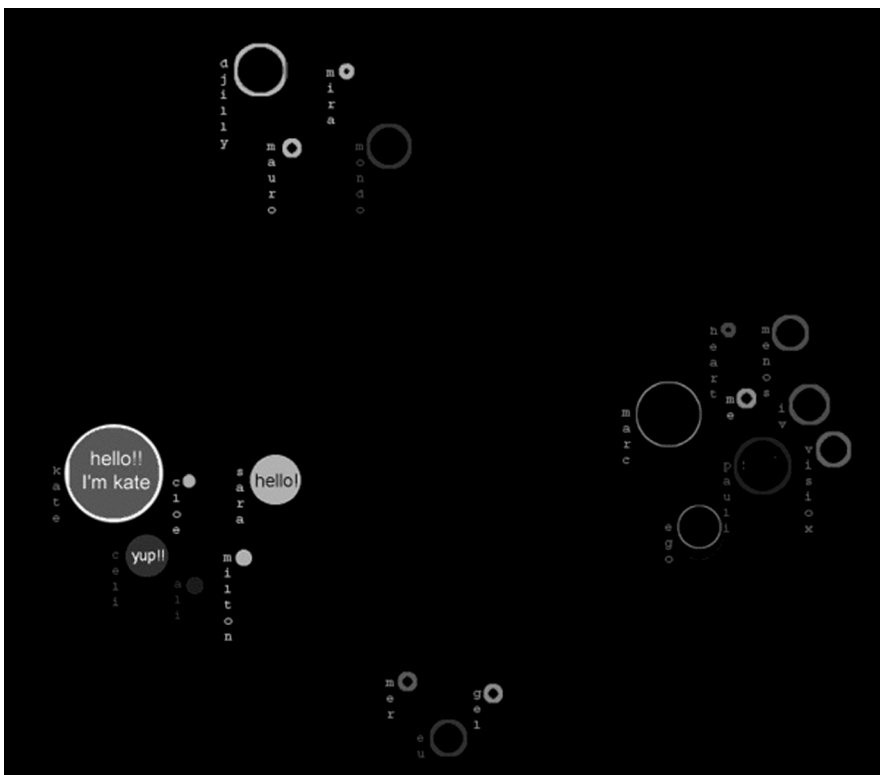 ajilly
mira
mauro
mondo
heart
menos
me
iv
marc
visiox
pauli
ego
hello!!
I'm kate
kate
cloe
sara
hello!
celi
yup!!
ali
milton
mer
gel
eu